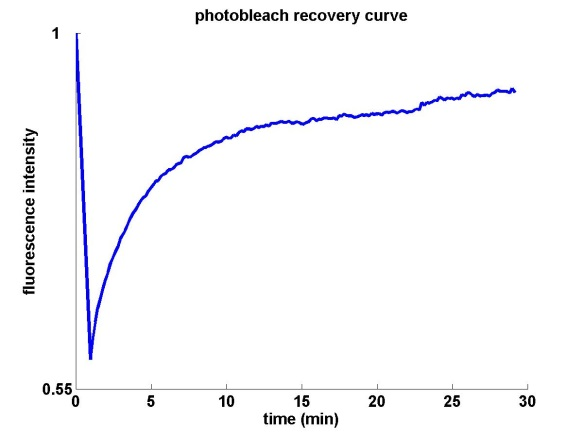 photobleach recovery curve
1
fluorescence intensity
0.55
0 5 10 15 20 25 30
time (min)